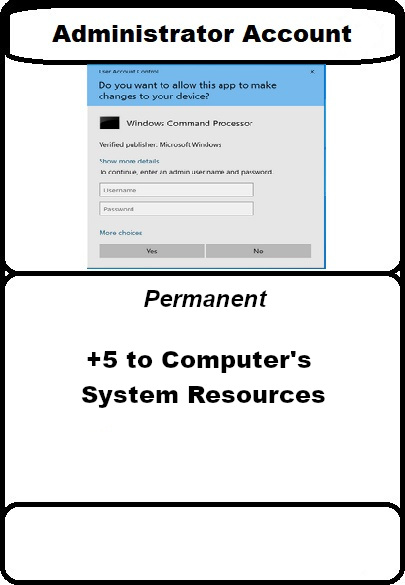 Administrator Account
User Account Control
×
Do you want to allow this app to make
changes to your device?
Windows Command Processor
Verified publisher: Microsoft Windows
Show more details
To continue, enter an admin username and password.
Username
Password
More choices
Yes
No
Permanent
+5 to Computer's
System Resources